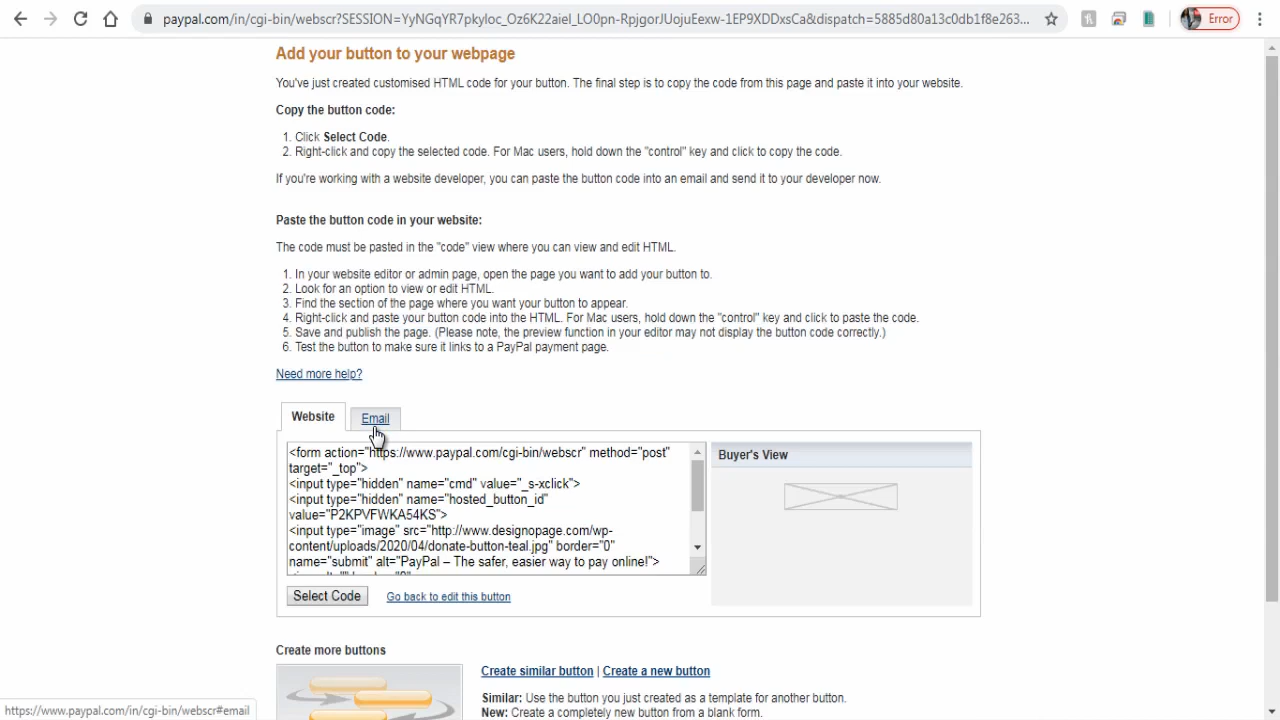 paypal.com/in/cgi-bin/webscr?SESSION=YyNGqYR7pkyloc_Oz6K22aieI_LO0pn-RpjgorJUojuEexw-1EP9XDDxsCa&dispatch=5885d80a13c0db1f8e263...
Error
Add your button to your webpage
You've just created customised HTML code for your button. The final step is to copy the code from this page and paste it into your website.
Copy the button code:
1. Click Select Code.
2. Right-click and copy the selected code. For Mac users, hold down the "control" key and click to copy the code.
If you're working with a website developer, you can paste the button code into an email and send it to your developer now.
Paste the button code in your website:
The code must be pasted in the "code" view where you can view and edit HTML.
1. In your website editor or admin page, open the page you want to add your button to.
2. Look for an option to view or edit HTML.
3. Find the section of the page where you want your button to appear.
4. Right-click and paste your button code into the HTML. For Mac users, hold down the "control" key and click to paste the code.
5. Save and publish the page. (Please note, the preview function in your editor may not display the button code correctly.)
6. Test the button to make sure it links to a PayPal payment page.
Need more help?
Website
Email
<form action="https://www.paypal.com/cgi-bin/webscr" method="post"
target="_top">
<input type="hidden" name="cmd" value="_s-xclick">
<input type="hidden" name="hosted_button_id"
value="P2KPVFWKA54KS">
<input type="image" src="http://www.designopage.com/wp-
content/uploads/2020/04/donate-button-teal.jpg" border="0"
name="submit" alt="PayPal – The safer, easier way to pay online!">
Buyer's View
Select Code
Go back to edit this button
Create more buttons
Create similar button | Create a new button
Similar: Use the button you just created as a template for another button.
New: Create a completely new button from a blank form.
https://www.paypal.com/in/cgi-bin/webscr#email